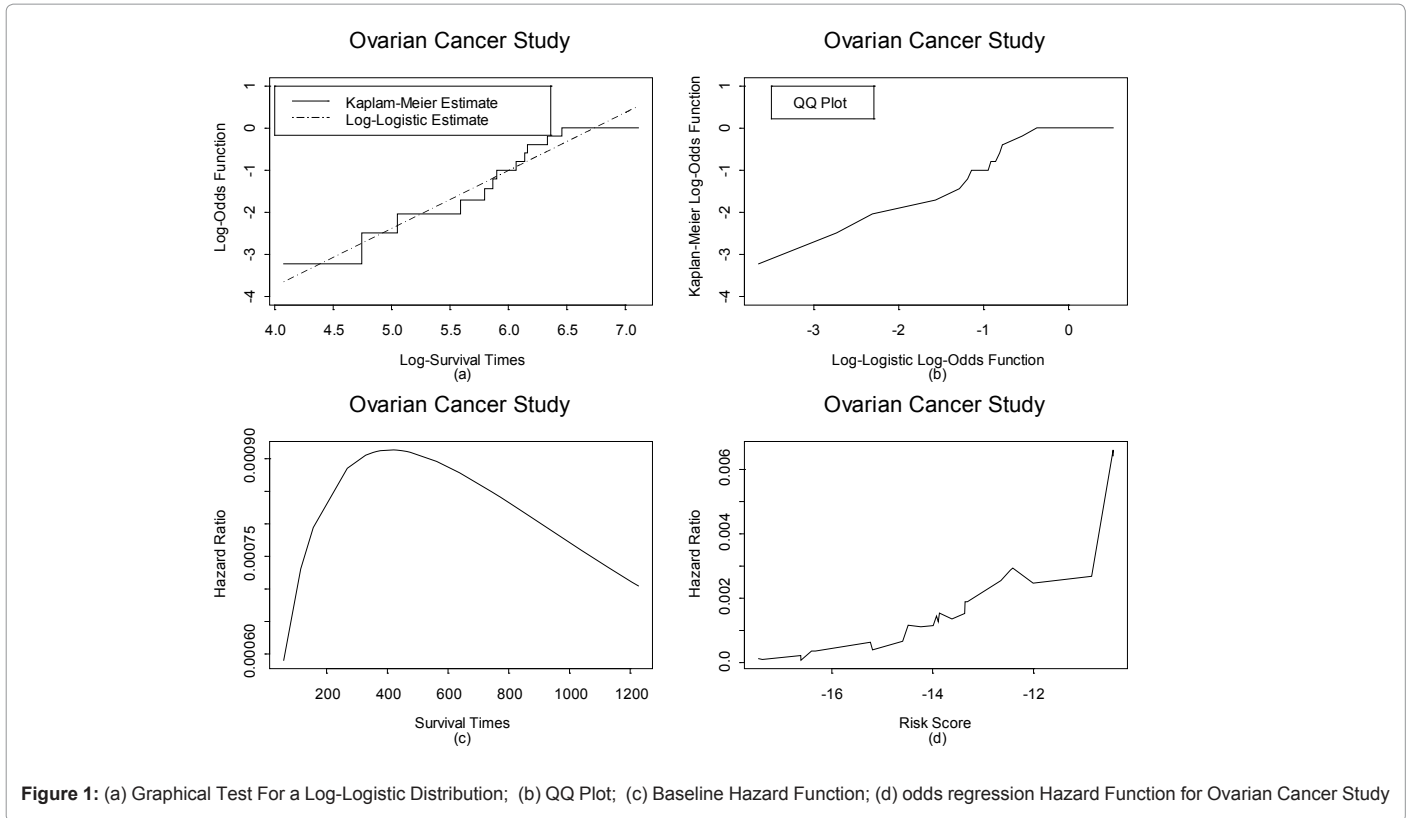 Ovarian Cancer Study
Kaplam-Meier Estimate
Log-Logistic Estimate
Log-Odds Function
1
0
-1
-2
-3
-4
4.0 4.5 5.0 5.5 6.0 6.5 7.0
Log-Survival Times
(a)
Ovarian Cancer Study
QQ Plot
Kaplan-Meier Log-Odds Function
1
0
-1
-2
-3
-4
-3 -2 -1 0
Log-Logistic Log-Odds Function
(b)
Ovarian Cancer Study
Hazard Ratio
0.00090
0.00075
0.00060
200 400 600 800 1000 1200
Survival Times
(c)
Ovarian Cancer Study
Hazard Ratio
0.006
0.004
0.002
0.0
-16 -14 -12
Risk Score
(d)
Figure 1: (a) Graphical Test For a Log-Logistic Distribution; (b) QQ Plot; (c) Baseline Hazard Function; (d) odds regression Hazard Function for Ovarian Cancer Study